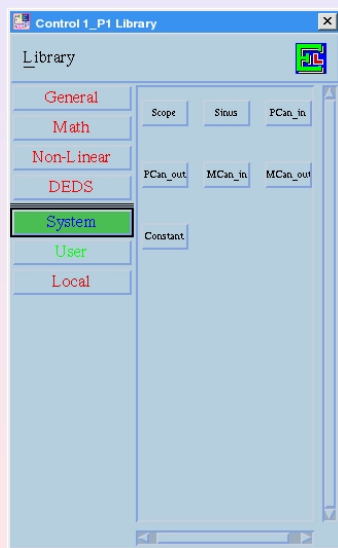 Control 1_P1 Library
Library
General
Math
Non-Linear
DEDS
System
User
Local
Scope Sinus PCan_in
PCan_out MCan_in MCan_out
Constant